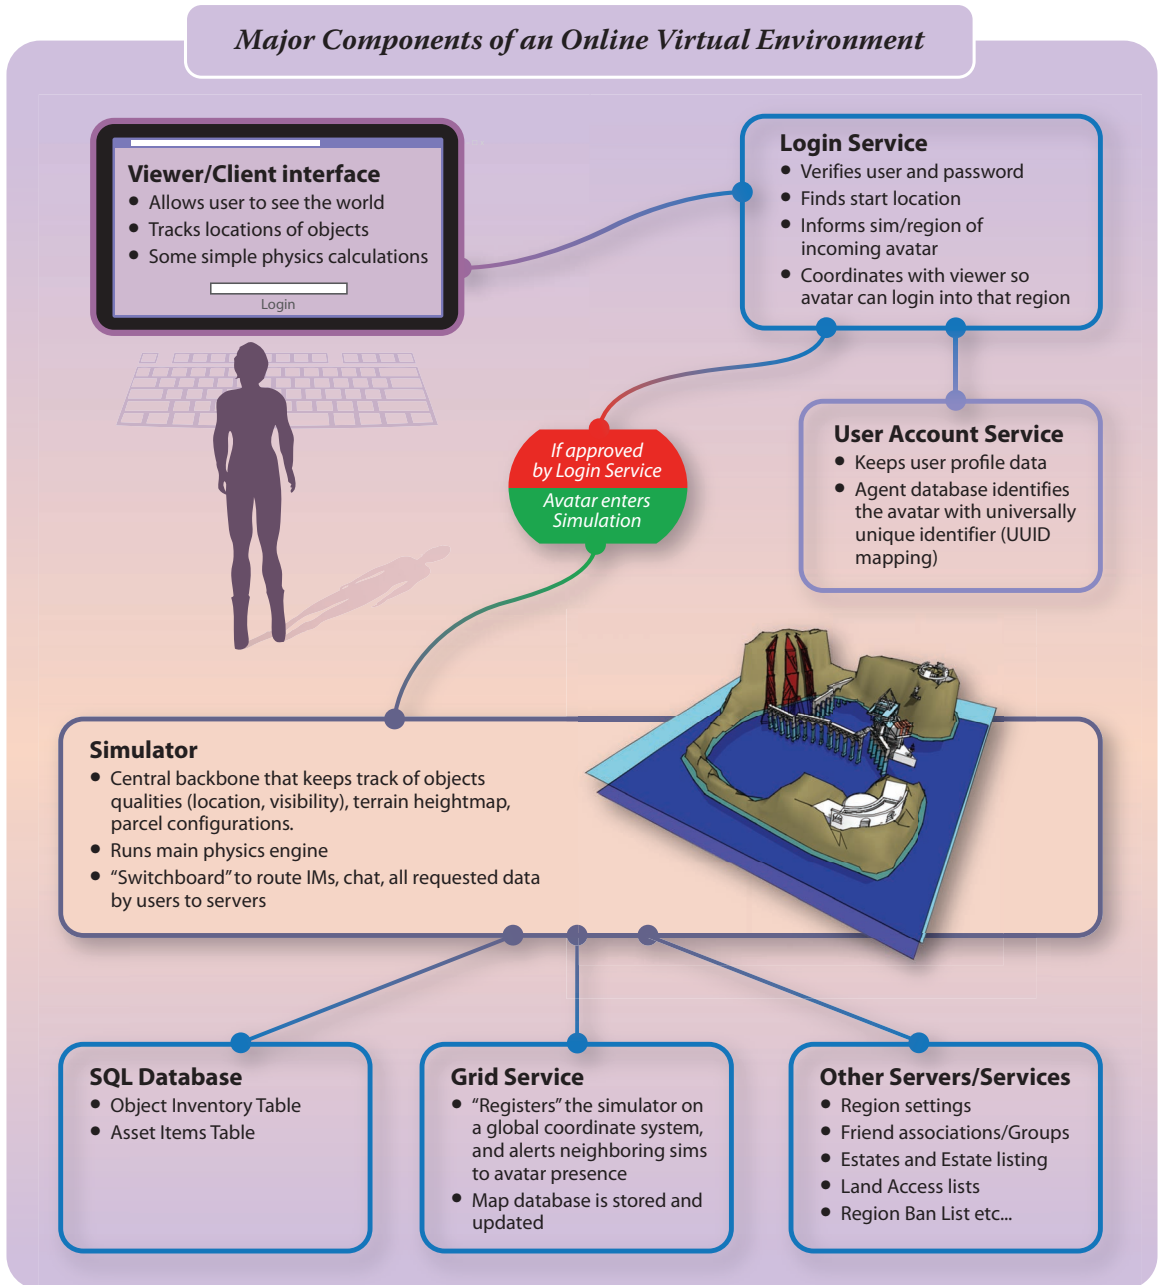 Major Components of an Online Virtual Environment
Viewer/Client interface
• Allows user to see the world
• Tracks locations of objects
• Some simple physics calculations
Login
Login Service
• Verifies user and password
• Finds start location
• Informs sim/region of
incoming avatar
• Coordinates with viewer so
avatar can login into that region
If approved
by Login Service
Avatar enters
Simulation
User Account Service
• Keeps user profile data
• Agent database identifies
the avatar with universally
unique identifier (UUID
mapping)
Simulator
• Central backbone that keeps track of objects
qualities (location, visibility), terrain heightmap,
parcel configurations.
• Runs main physics engine
• “Switchboard” to route IMs, chat, all requested data
by users to servers
SQL Database
• Object Inventory Table
• Asset Items Table
Grid Service
• “Registers” the simulator on
a global coordinate system,
and alerts neighboring sims
to avatar presence
• Map database is stored and
updated
Other Servers/Services
• Region settings
• Friend associations/Groups
• Estates and Estate listing
• Land Access lists
• Region Ban List etc...